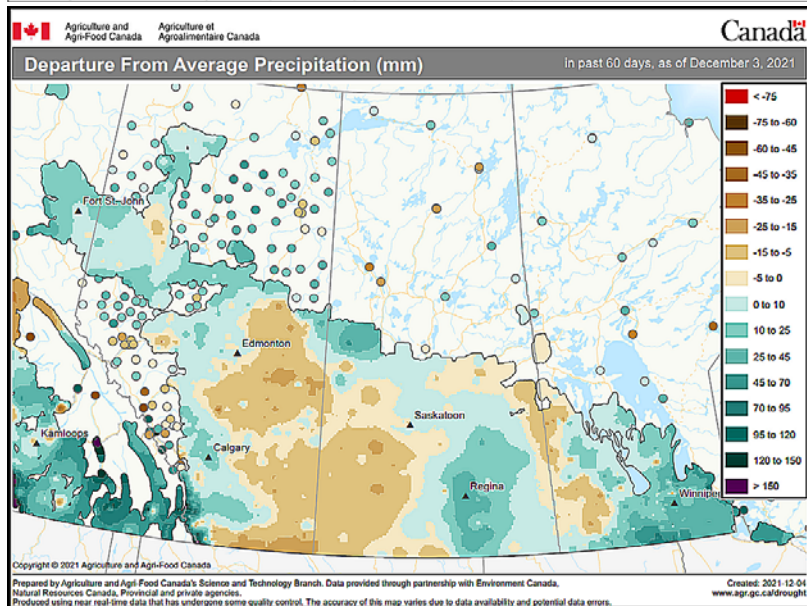 Agriculture and Agriculture et
Agri-Food Canada Agroalimentaire Canada
Canada
Departure From Average Precipitation (mm) in past 60 days, as of December 3, 2021
< -75
-75 to -60
-60 to -45
-45 to -35
-35 to -25
-25 to -15
-15 to -5
-5 to 0
0 to 10
10 to 25
25 to 45
45 to 70
70 to 95
95 to 120
120 to 150
> 150
Fort St. John
Edmonton
Saskatoon
Kamloops
Calgary
Regina
Winnipe
Copyright © 2021 Agriculture and Agri-Food Canada
Prepared by Agriculture and Agri-Food Canada's Science and Technology Branch. Data provided through partnership with Environment Canada, Created: 2021-12-04
Natural Resources Canada, Provincial and private agencies. www.agr.gc.ca/drought
Produced using near real-time data that has undergone some quality control. The accuracy of this map varies due to data availability and potential data errors.